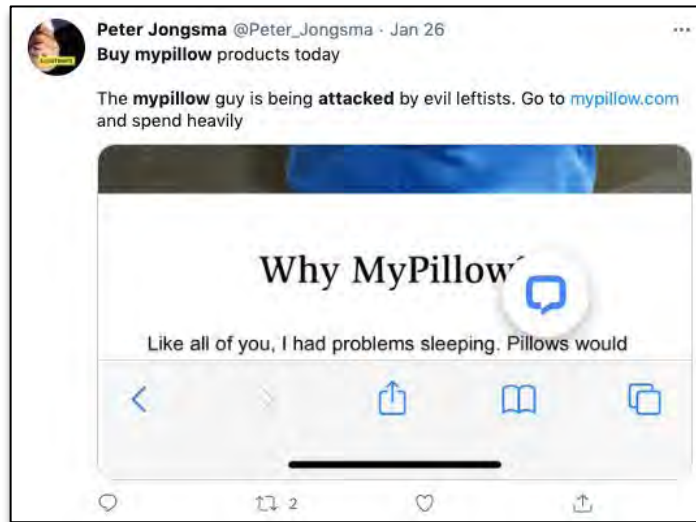 Peter Jongsma @Peter_Jongsma · Jan 26
Buy mypillow products today
The mypillow guy is being attacked by evil leftists. Go to mypillow.com
and spend heavily
Why MyPillow
Like all of you, I had problems sleeping. Pillows would
2